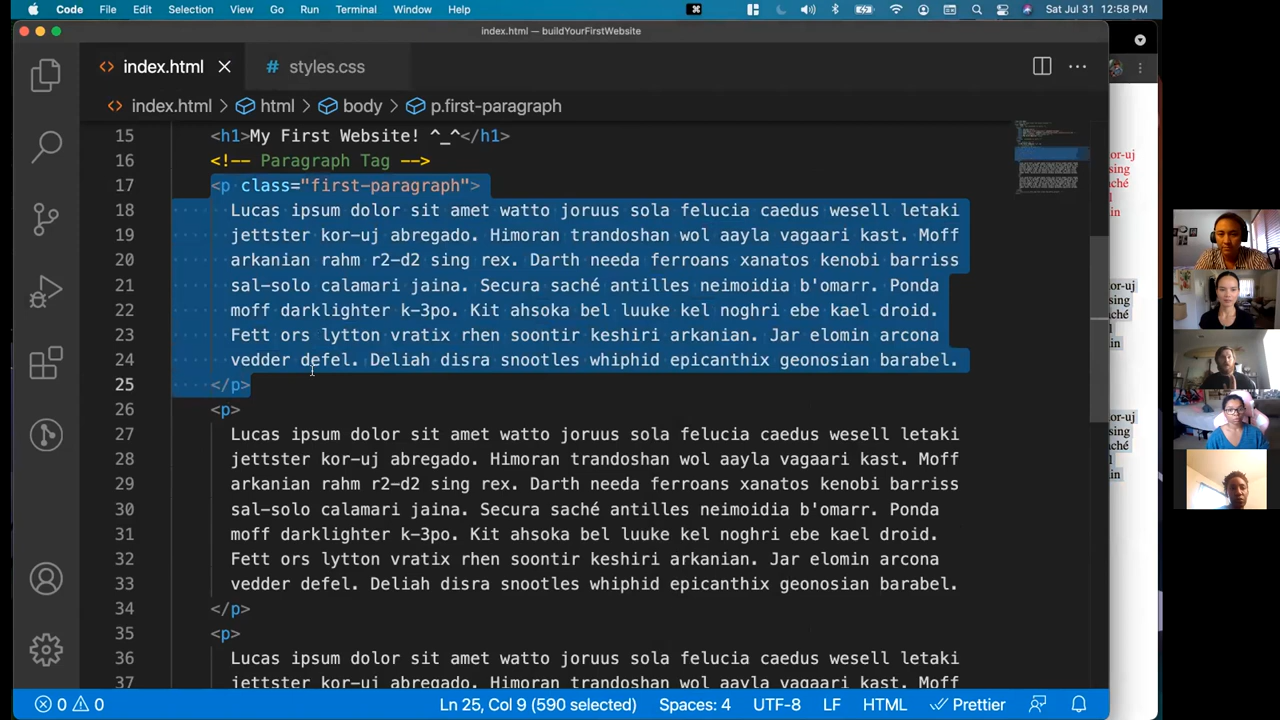 Code File Edit Selection View Go Run Terminal Window Help Sat Jul 31 12:58 PM
index.html — buildYourFirstWebsite
index.html styles.css
index.html html body p.first-paragraph
15 <h1>My First Website! ^_^</h1>
16 <!-- Paragraph Tag -->
17 <p class="first-paragraph">
18 Lucas ipsum dolor sit amet watto joruus sola felucia caedus wesell letaki
19 jettster kor-uj abregado. Himoran trandoshan wol aayla vagaari kast. Moff
20 arkanian rahm r2-d2 sing rex. Darth needa ferroans xanatos kenobi barriss
21 sal-solo calamari jaina. Secura saché antilles neimoidia b'omarr. Ponda
22 moff darklighter k-3po. Kit ahsoka bel luuke kel noghri ebe kael droid.
23 Fett ors lytton vratix rhen soontir keshiri arkanian. Jar elomin arcona
24 vedder defel. Deliah disra snootles whiphid epicanthix geonosian barabel.
25 </p>
26 <p>
27 Lucas ipsum dolor sit amet watto joruus sola felucia caedus wesell letaki
28 jettster kor-uj abregado. Himoran trandoshan wol aayla vagaari kast. Moff
29 arkanian rahm r2-d2 sing rex. Darth needa ferroans xanatos kenobi barriss
30 sal-solo calamari jaina. Secura saché antilles neimoidia b'omarr. Ponda
31 moff darklighter k-3po. Kit ahsoka bel luuke kel noghri ebe kael droid.
32 Fett ors lytton vratix rhen soontir keshiri arkanian. Jar elomin arcona
33 vedder defel. Deliah disra snootles whiphid epicanthix geonosian barabel.
34 </p>
35 <p>
36 Lucas ipsum dolor sit amet watto joruus sola felucia caedus wesell letaki
37 jettster kor-uj abregado. Himoran trandoshan wol aayla vagaari kast. Moff
0 0 Ln 25, Col 9 (590 selected) Spaces: 4 UTF-8 LF HTML Prettier